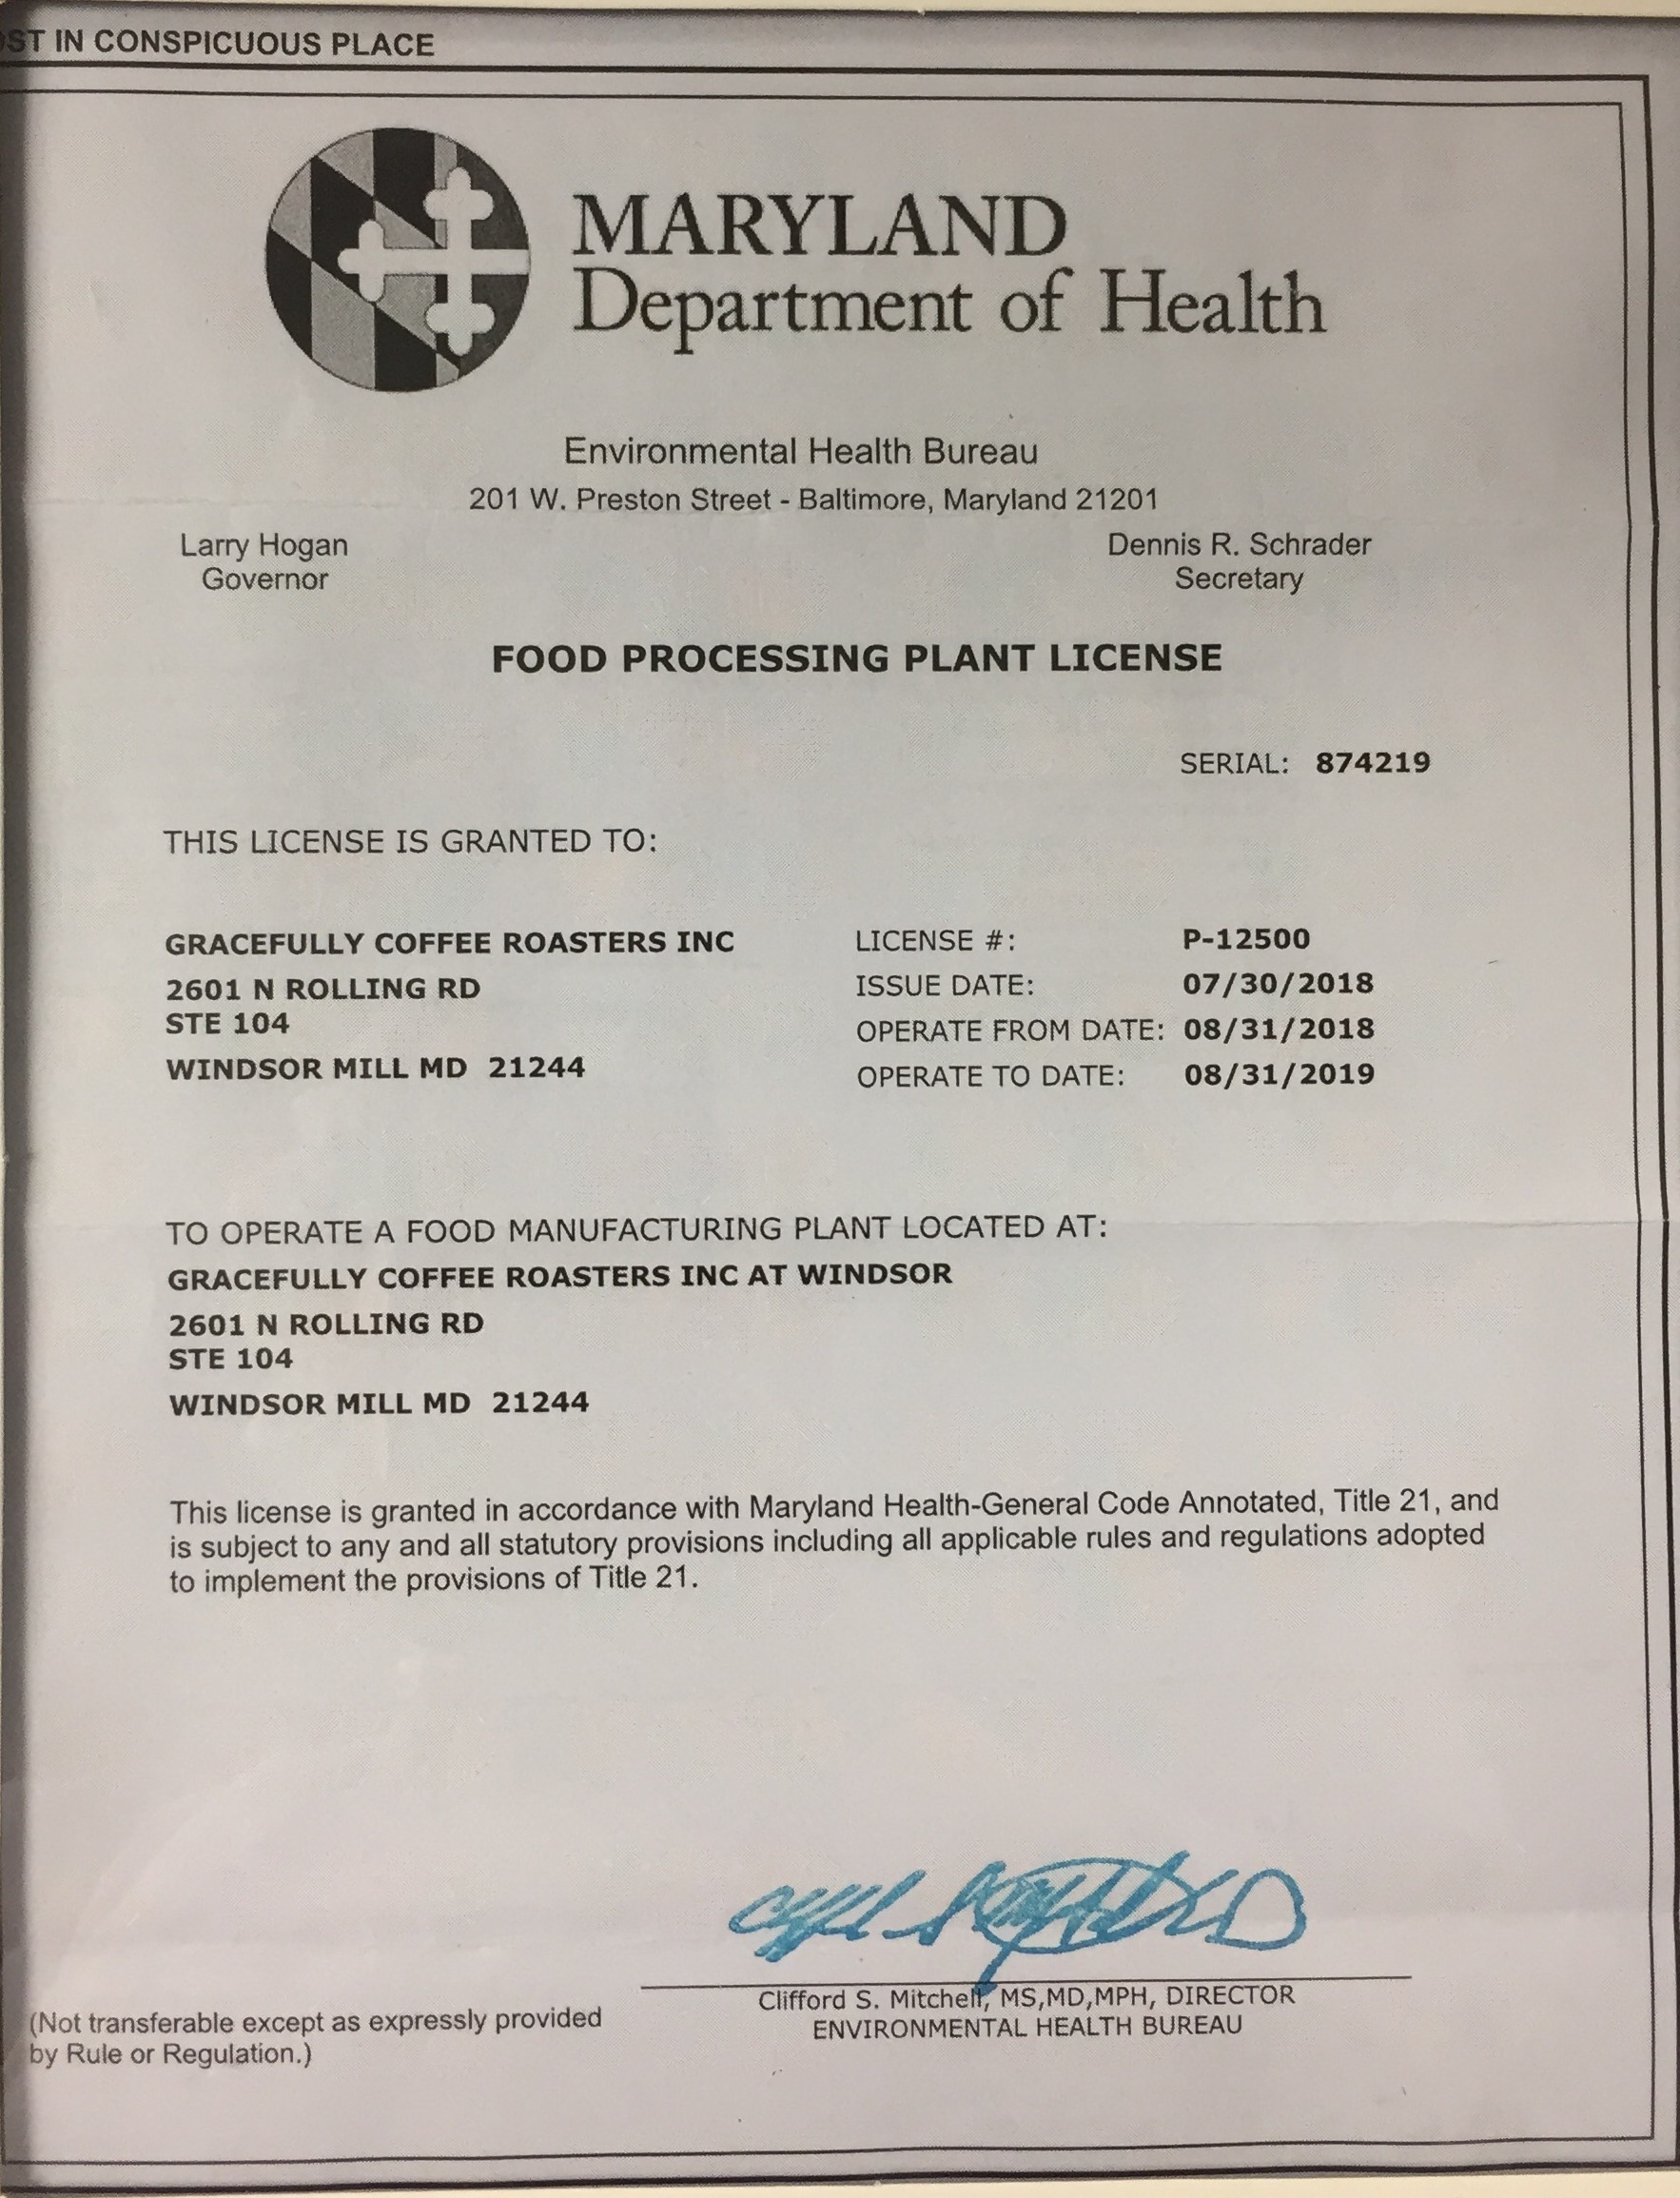 ST IN CONSPICUOUS PLACE
MARYLAND
Department of Health
Environmental Health Bureau
201 W. Preston Street - Baltimore, Maryland 21201
Larry Hogan
Governor
Dennis R. Schrader
Secretary
FOOD PROCESSING PLANT LICENSE
SERIAL: 874219
THIS LICENSE IS GRANTED TO:
GRACEFULLY COFFEE ROASTERS INC
2601 N ROLLING RD
STE 104
WINDSOR MILL MD 21244
LICENSE #: P-12500
ISSUE DATE: 07/30/2018
OPERATE FROM DATE: 08/31/2018
OPERATE TO DATE: 08/31/2019
TO OPERATE A FOOD MANUFACTURING PLANT LOCATED AT:
GRACEFULLY COFFEE ROASTERS INC AT WINDSOR
2601 N ROLLING RD
STE 104
WINDSOR MILL MD 21244
This license is granted in accordance with Maryland Health-General Code Annotated, Title 21, and
is subject to any and all statutory provisions including all applicable rules and regulations adopted
to implement the provisions of Title 21.
Clifford S. Mitchell, MS,MD,MPH, DIRECTOR
ENVIRONMENTAL HEALTH BUREAU
(Not transferable except as expressly provided
by Rule or Regulation.)